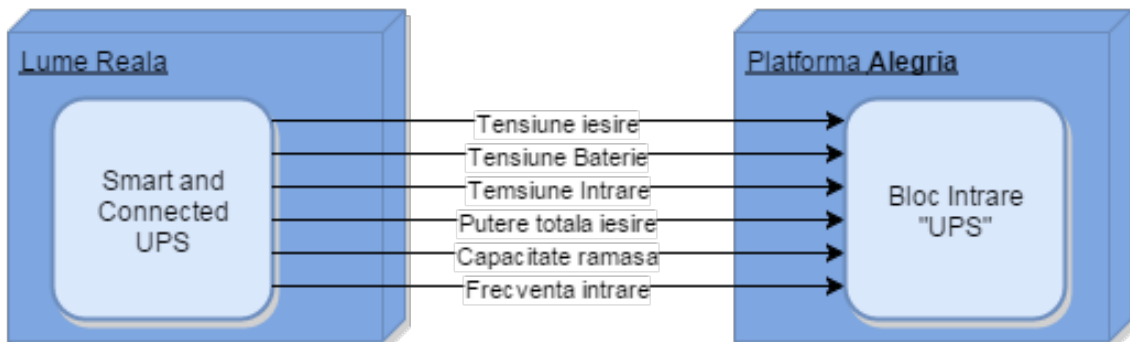 Lume Reala
Platforma Alegria
Smart and
Connected
UPS
Tensiune iesire
Tensiune Baterie
Temsiune Intrare
Putere totala iesire
Capacitate ramasa
Frecventa intrare
Bloc Intrare
"UPS"